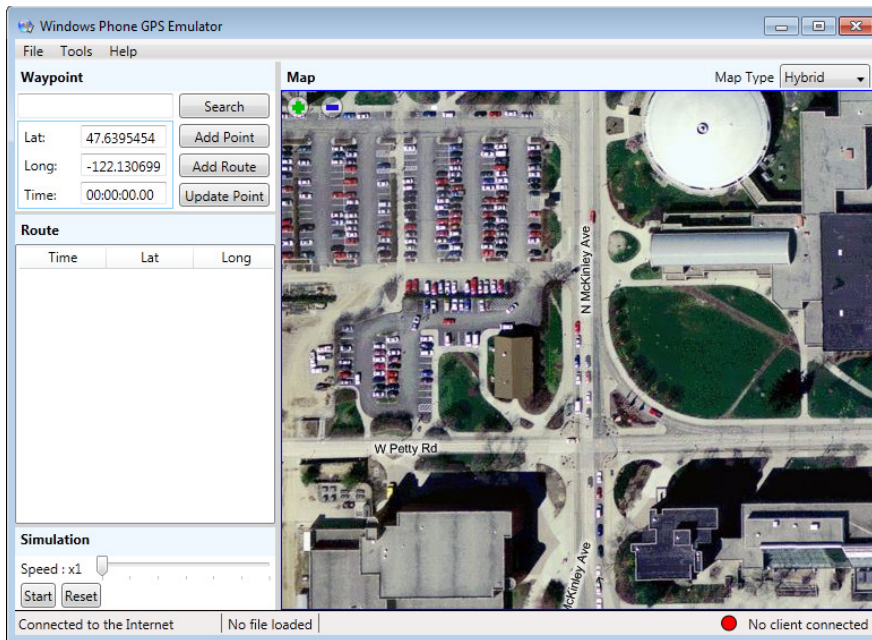 Windows Phone GPS Emulator
File Tools Help
Waypoint
Search
Lat: 47.6395454 Add Point
Long: -122.130699 Add Route
Time: 00:00:00.00 Update Point
Route
Time Lat Long
Simulation
Speed : x1
Start Reset
Map
Map Type Hybrid
N McKinley Ave
W Petty Rd
McKinley Ave
Connected to the Internet No file loaded No client connected